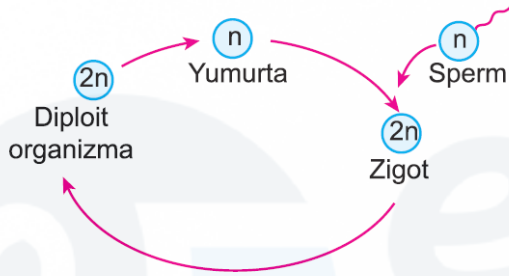 n
Yumurta
n
Sperm
2n
Diploit
organizma
2n
Zigot